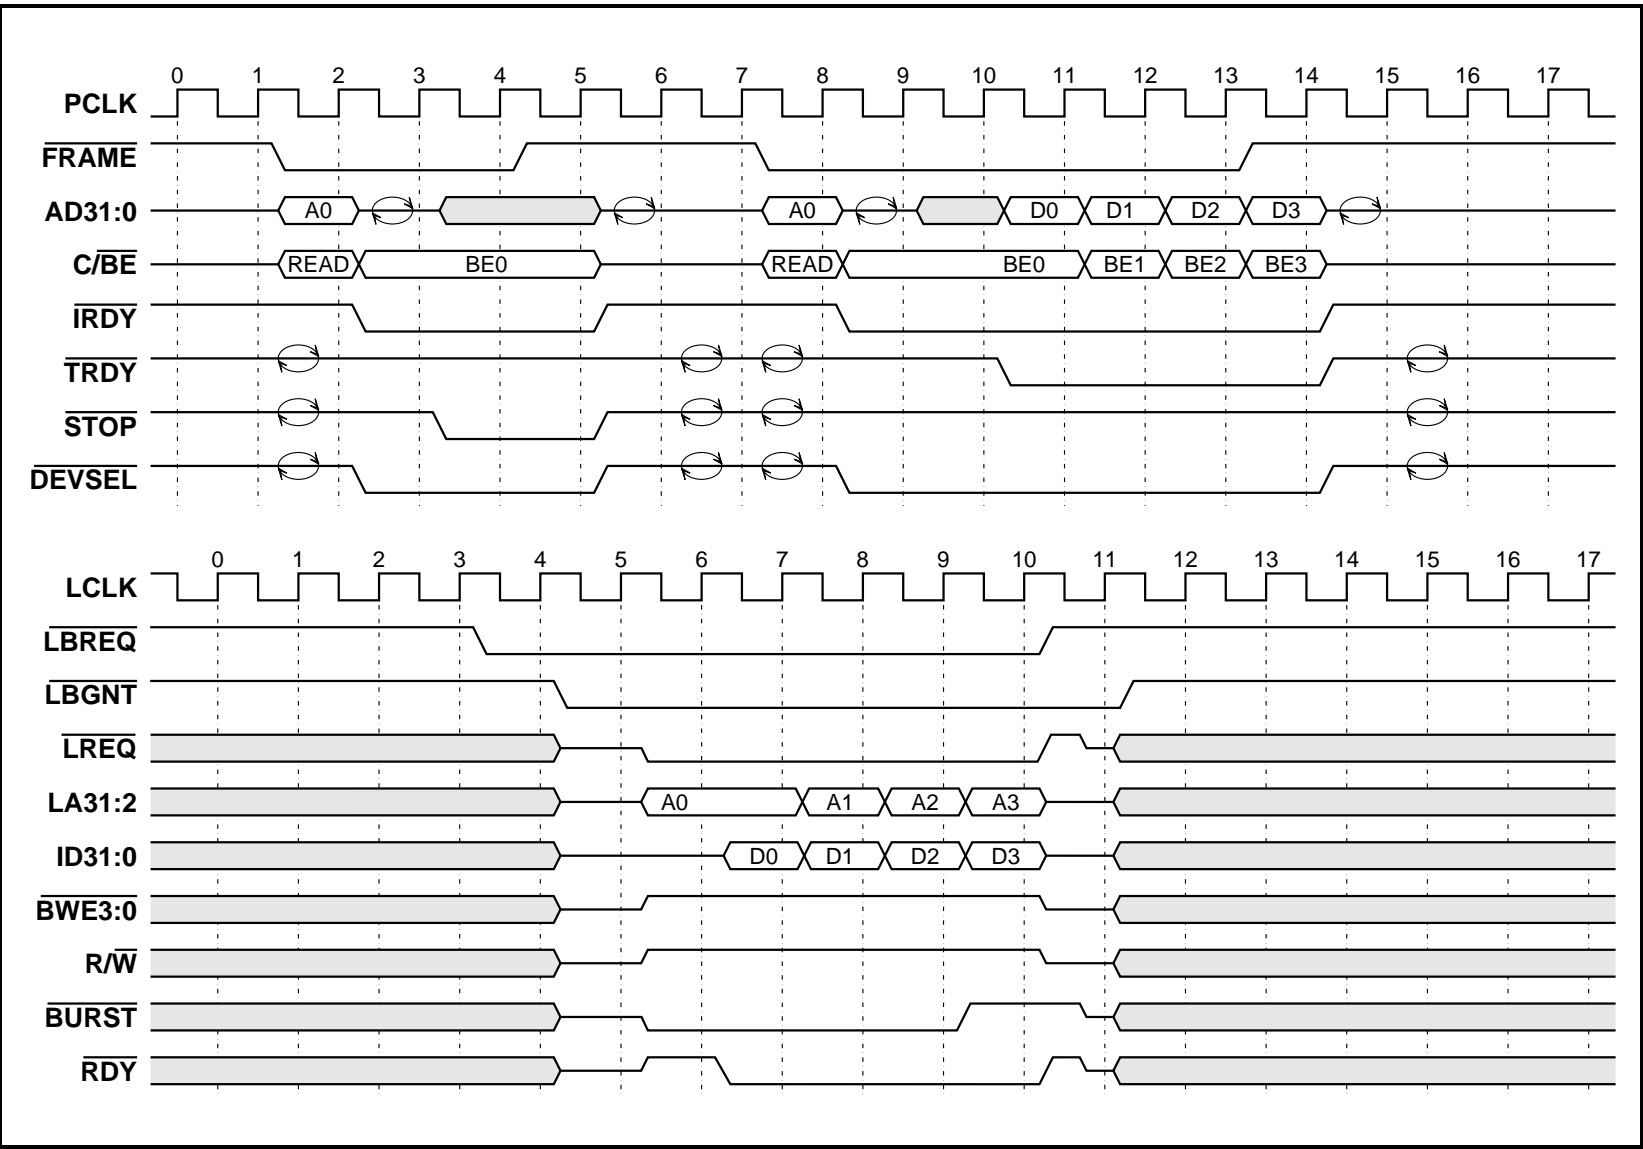 0 1 2 3 4 5 6 7 8 9 10 11 12 13 14 15 16 17
PCLK
FRAME
AD31:0 A0 A0 D0 D1 D2 D3
C/BE READ BE0 READ BE0 BE1 BE2 BE3
IRDY
TRDY
STOP
DEVSEL
0 1 2 3 4 5 6 7 8 9 10 11 12 13 14 15 16 17
LCLK
LBREQ
LBGNT
LREQ
LA31:2 A0 A1 A2 A3
ID31:0 D0 D1 D2 D3
BWE3:0
R/W
BURST
RDY